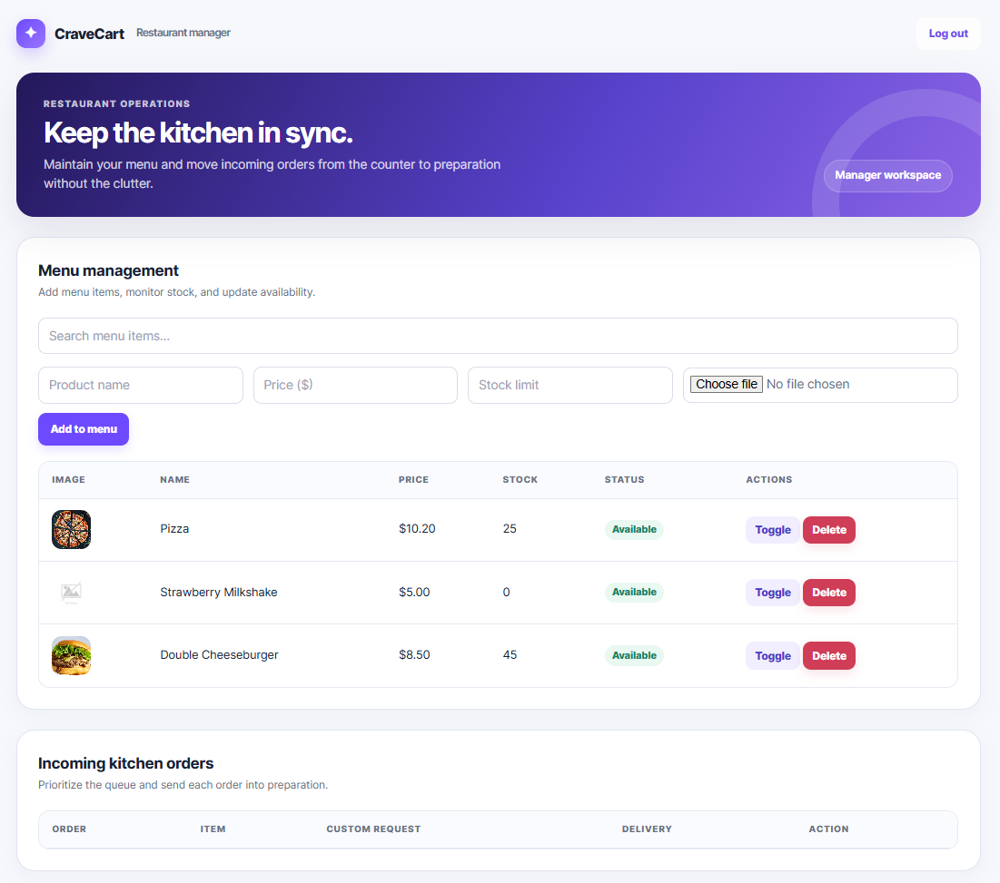 CraveCart Restaurant manager
Log out
RESTAURANT OPERATIONS
Keep the kitchen in sync.
Maintain your menu and move incoming orders from the counter to preparation
without the clutter.
Manager workspace
Menu management
Add menu items, monitor stock, and update availability.
Search menu items...
Product name Price ($) Stock limit Choose file No file chosen
Add to menu
IMAGE NAME PRICE STOCK STATUS ACTIONS
Pizza $10.20 25 Available Toggle Delete
Strawberry Milkshake $5.00 0 Available Toggle Delete
Double Cheeseburger $8.50 45 Available Toggle Delete
Incoming kitchen orders
Prioritize the queue and send each order into preparation.
ORDER ITEM CUSTOM REQUEST DELIVERY ACTION